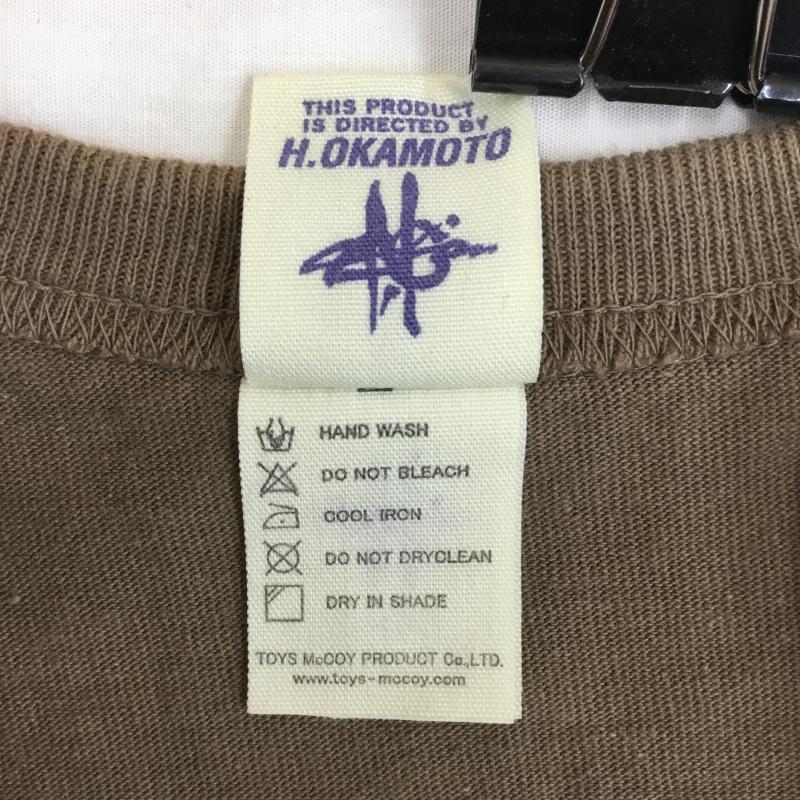 THIS PRODUCT
IS DIRECTED BY
H.OKAMOTO
HAND WASH
DO NOT BLEACH
COOL IRON
DO NOT DRYCLEAN
DRY IN SHADE
TOYS McCOY PRODUCT Co.,LTD.
www.toys-mccoy.com